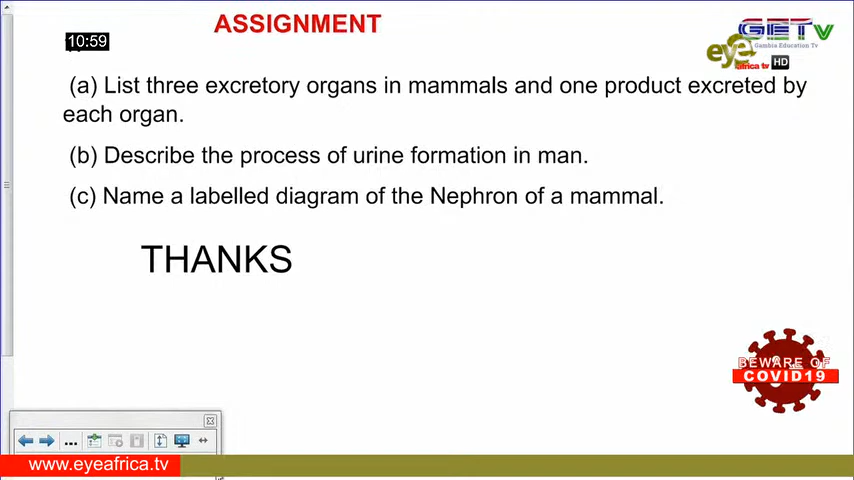 ASSIGNMENT
10:59
GETv
Gambia Education Tv
eye
africa tv HD
(a) List three excretory organs in mammals and one product excreted by
each organ.
(b) Describe the process of urine formation in man.
(c) Name a labelled diagram of the Nephron of a mammal.
THANKS
BEWARE OF
COVID19
...
www.eyeafrica.tv